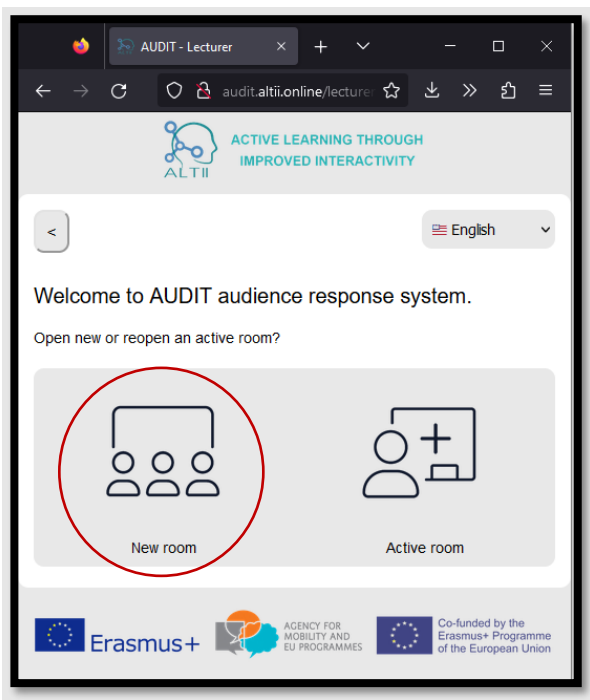 AUDIT - Lecturer
audit.altii.online/lecturer
ALTII
ACTIVE LEARNING THROUGH
IMPROVED INTERACTIVITY
<
English
Welcome to AUDIT audience response system.
Open new or reopen an active room?
New room
Active room
Erasmus+
AGENCY FOR
MOBILITY AND
EU PROGRAMMES
Co-funded by the
Erasmus+ Programme
of the European Union